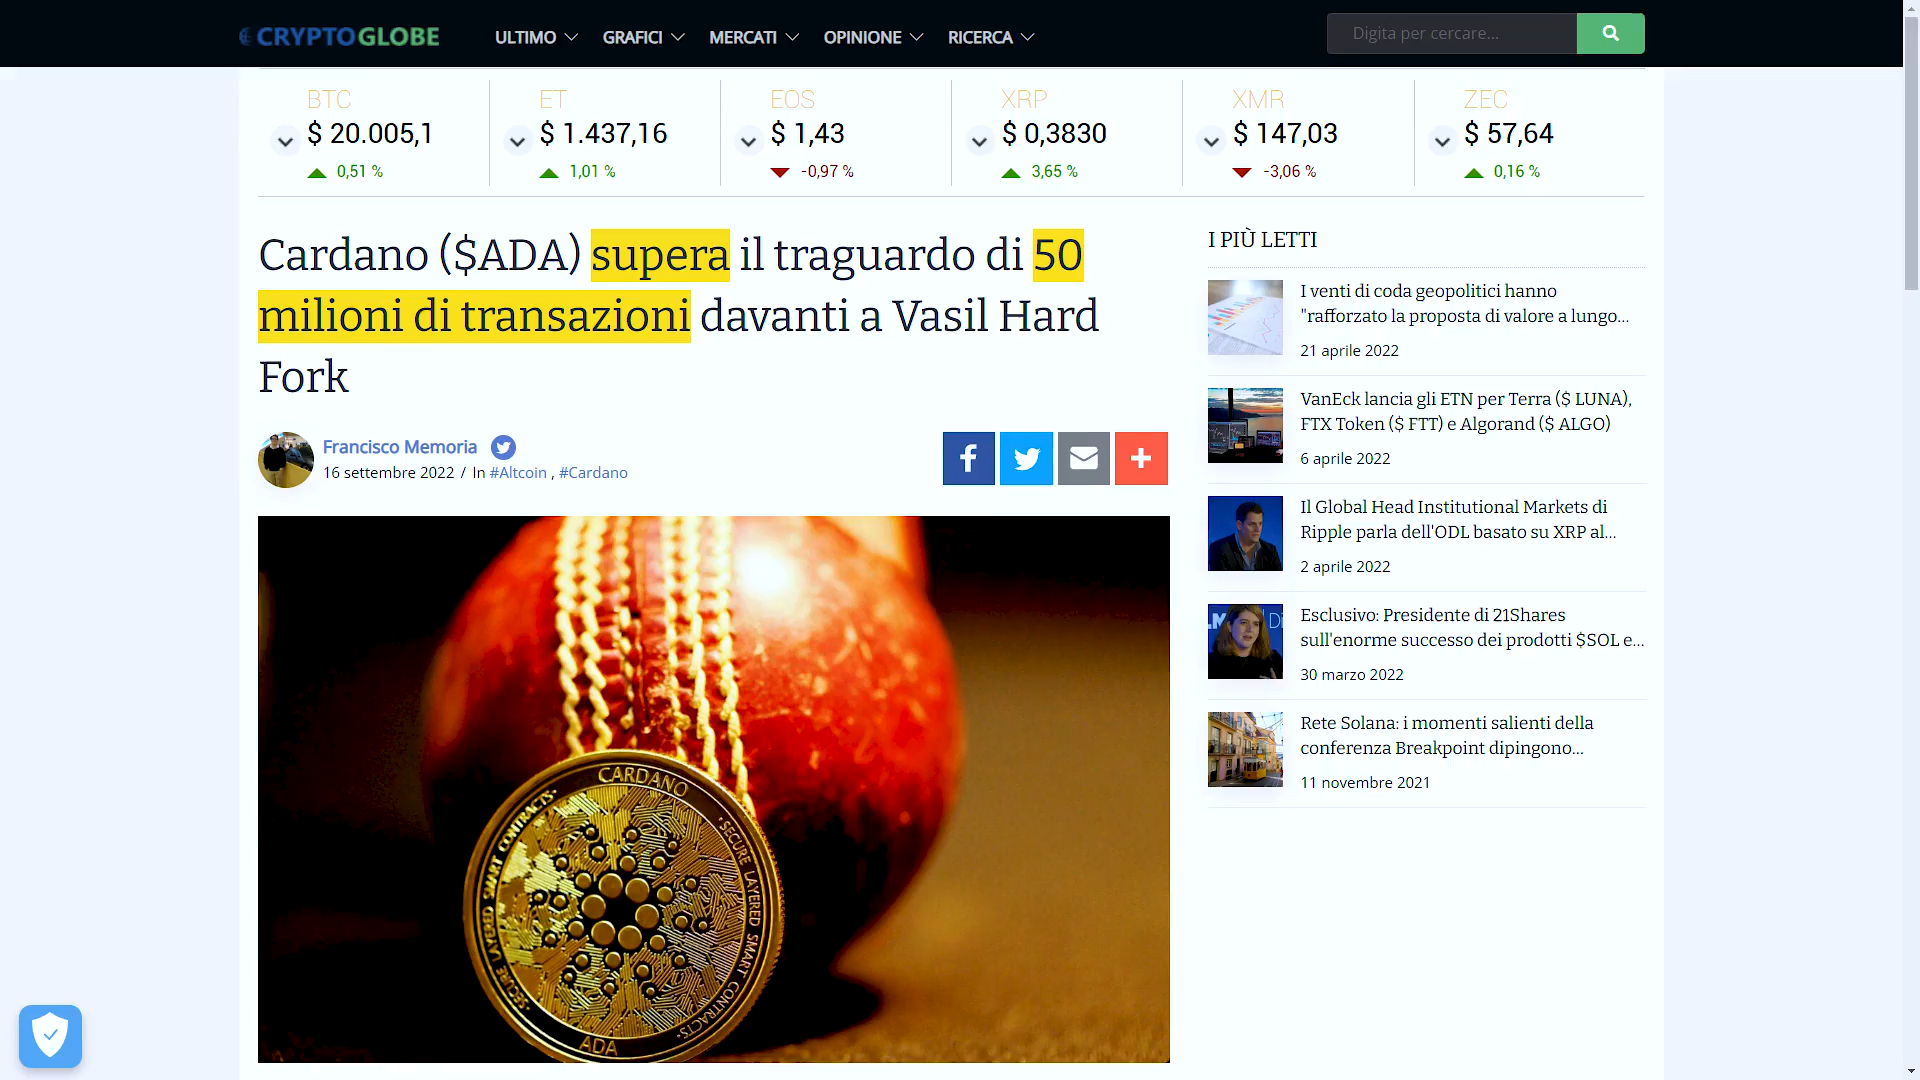 CRYPTOGLOBE
ULTIMO GRAFICI MERCATI OPINIONE RICERCA
Digita per cercare...
BTC
$ 20.005,1
0,51 %
ET
$ 1.437,16
1,01 %
EOS
$ 1,43
-0,97 %
XRP
$ 0,3830
3,65 %
XMR
$ 147,03
-3,06 %
ZEC
$ 57,64
0,16 %
Cardano ($ADA) supera il traguardo di 50
milioni di transazioni davanti a Vasil Hard
Fork
Francisco Memoria
16 settembre 2022 / In #Altcoin , #Cardano
CARDANO
SECURE LAYERED SMART CONTRACTS
ADA
SECURE LAYERED SMART CONTRACTS
I PIÙ LETTI
I venti di coda geopolitici hanno
"rafforzato la proposta di valore a lungo...
21 aprile 2022
VanEck lancia gli ETN per Terra ($ LUNA),
FTX Token ($ FTT) e Algorand ($ ALGO)
6 aprile 2022
Il Global Head Institutional Markets di
Ripple parla dell'ODL basato su XRP al...
2 aprile 2022
Esclusivo: Presidente di 21Shares
sull'enorme successo dei prodotti $SOL e...
30 marzo 2022
Rete Solana: i momenti salienti della
conferenza Breakpoint dipingono...
11 novembre 2021